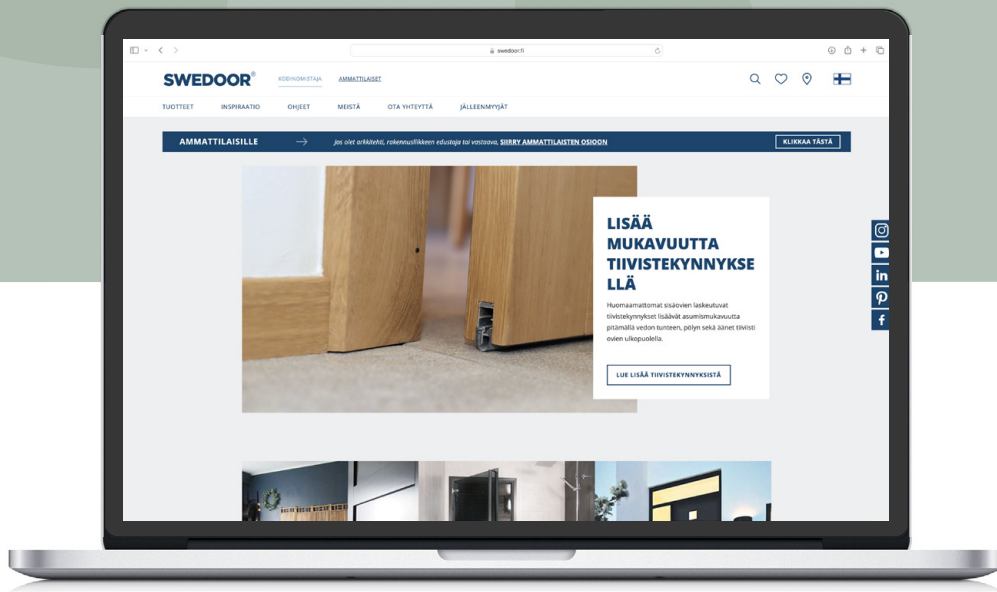 swedoor.fi
SWEDOOR®
KODINOMISTAJA
AMMATTILAISET
TUOTTEET
INSPIRAATIO
OHJEET
MEISTÄ
OTA YHTEYTTÄ
JÄLLEENMYYJÄT
AMMATTILAISILLE
Jos olet arkkitehti, rakennusliikkeen edustaja tai vastaava, SIIRRY AMMATTILAISTEN OSIOON
KLIKKAA TÄSTÄ
LISÄÄ
MUKAVUUTTA
TIIVISTEKYNNYKSE
LLÄ
Huomaamattomat sisäovien laskeutuvat
tiivistekynnykset lisäävät asumismukavuutta
pitämällä vedon tunteen, pölyn sekä äänet tiiviisti
ovien ulkopuolella.
LUE LISÄÄ TIIVISTEKYNNYKSISTÄ